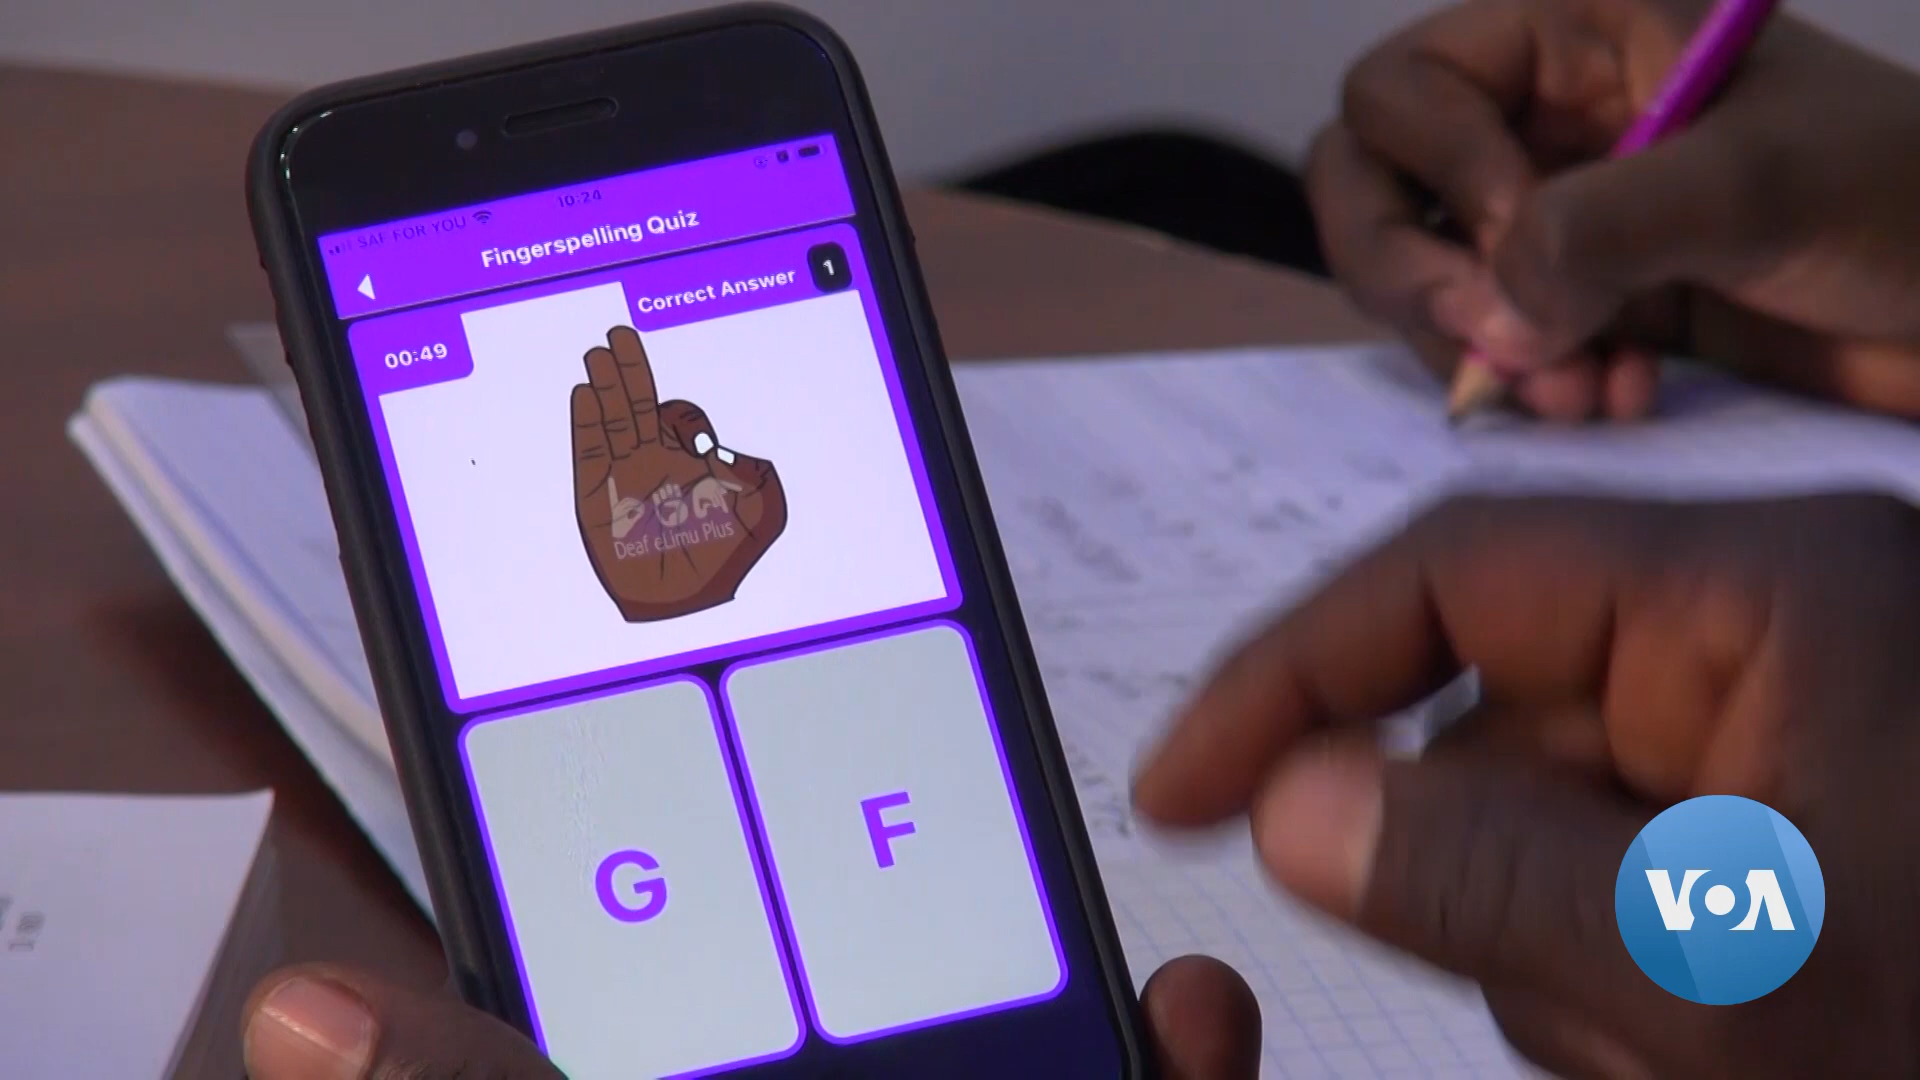 SAF FOR YOU 10:24
Fingerspelling Quiz
Correct Answer 1
00:49
Deaf eLimu Plus
G F
VOA